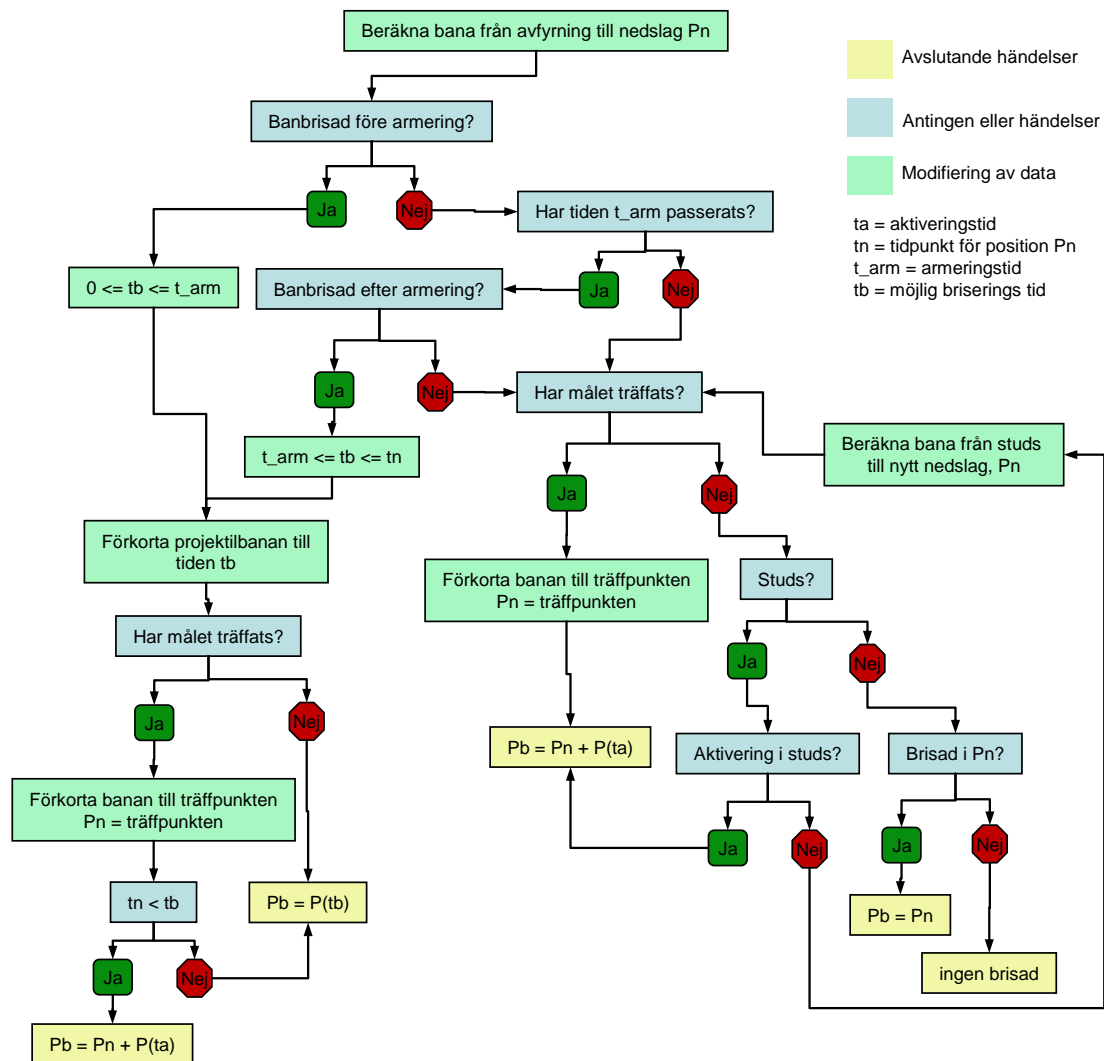 Beräkna bana från avfyrning till nedslag Pn
Avslutande händelser
Banbrisad före armering?
Antingen eller händelser
Modifiering av data
Ja
Nej
Har tiden t_arm passerats?
ta = aktiveringstid
tn = tidpunkt för position Pn
t_arm = armeringstid
tb = möjlig briserings tid
0 <= tb <= t_arm
Banbrisad efter armering?
Ja
Nej
Ja
Nej
Har målet träffats?
t_arm <= tb <= tn
Beräkna bana från studs
till nytt nedslag, Pn
Ja
Nej
Förkorta projektilbanan till
tiden tb
Förkorta banan till träffpunkten
Pn = träffpunkten
Studs?
Har målet träffats?
Ja
Nej
Ja
Nej
Pb = Pn + P(ta)
Aktivering i studs?
Brisad i Pn?
Förkorta banan till träffpunkten
Pn = träffpunkten
Ja
Nej
Ja
Nej
tn < tb
Pb = P(tb)
Pb = Pn
Ja
Nej
ingen brisad
Pb = Pn + P(ta)